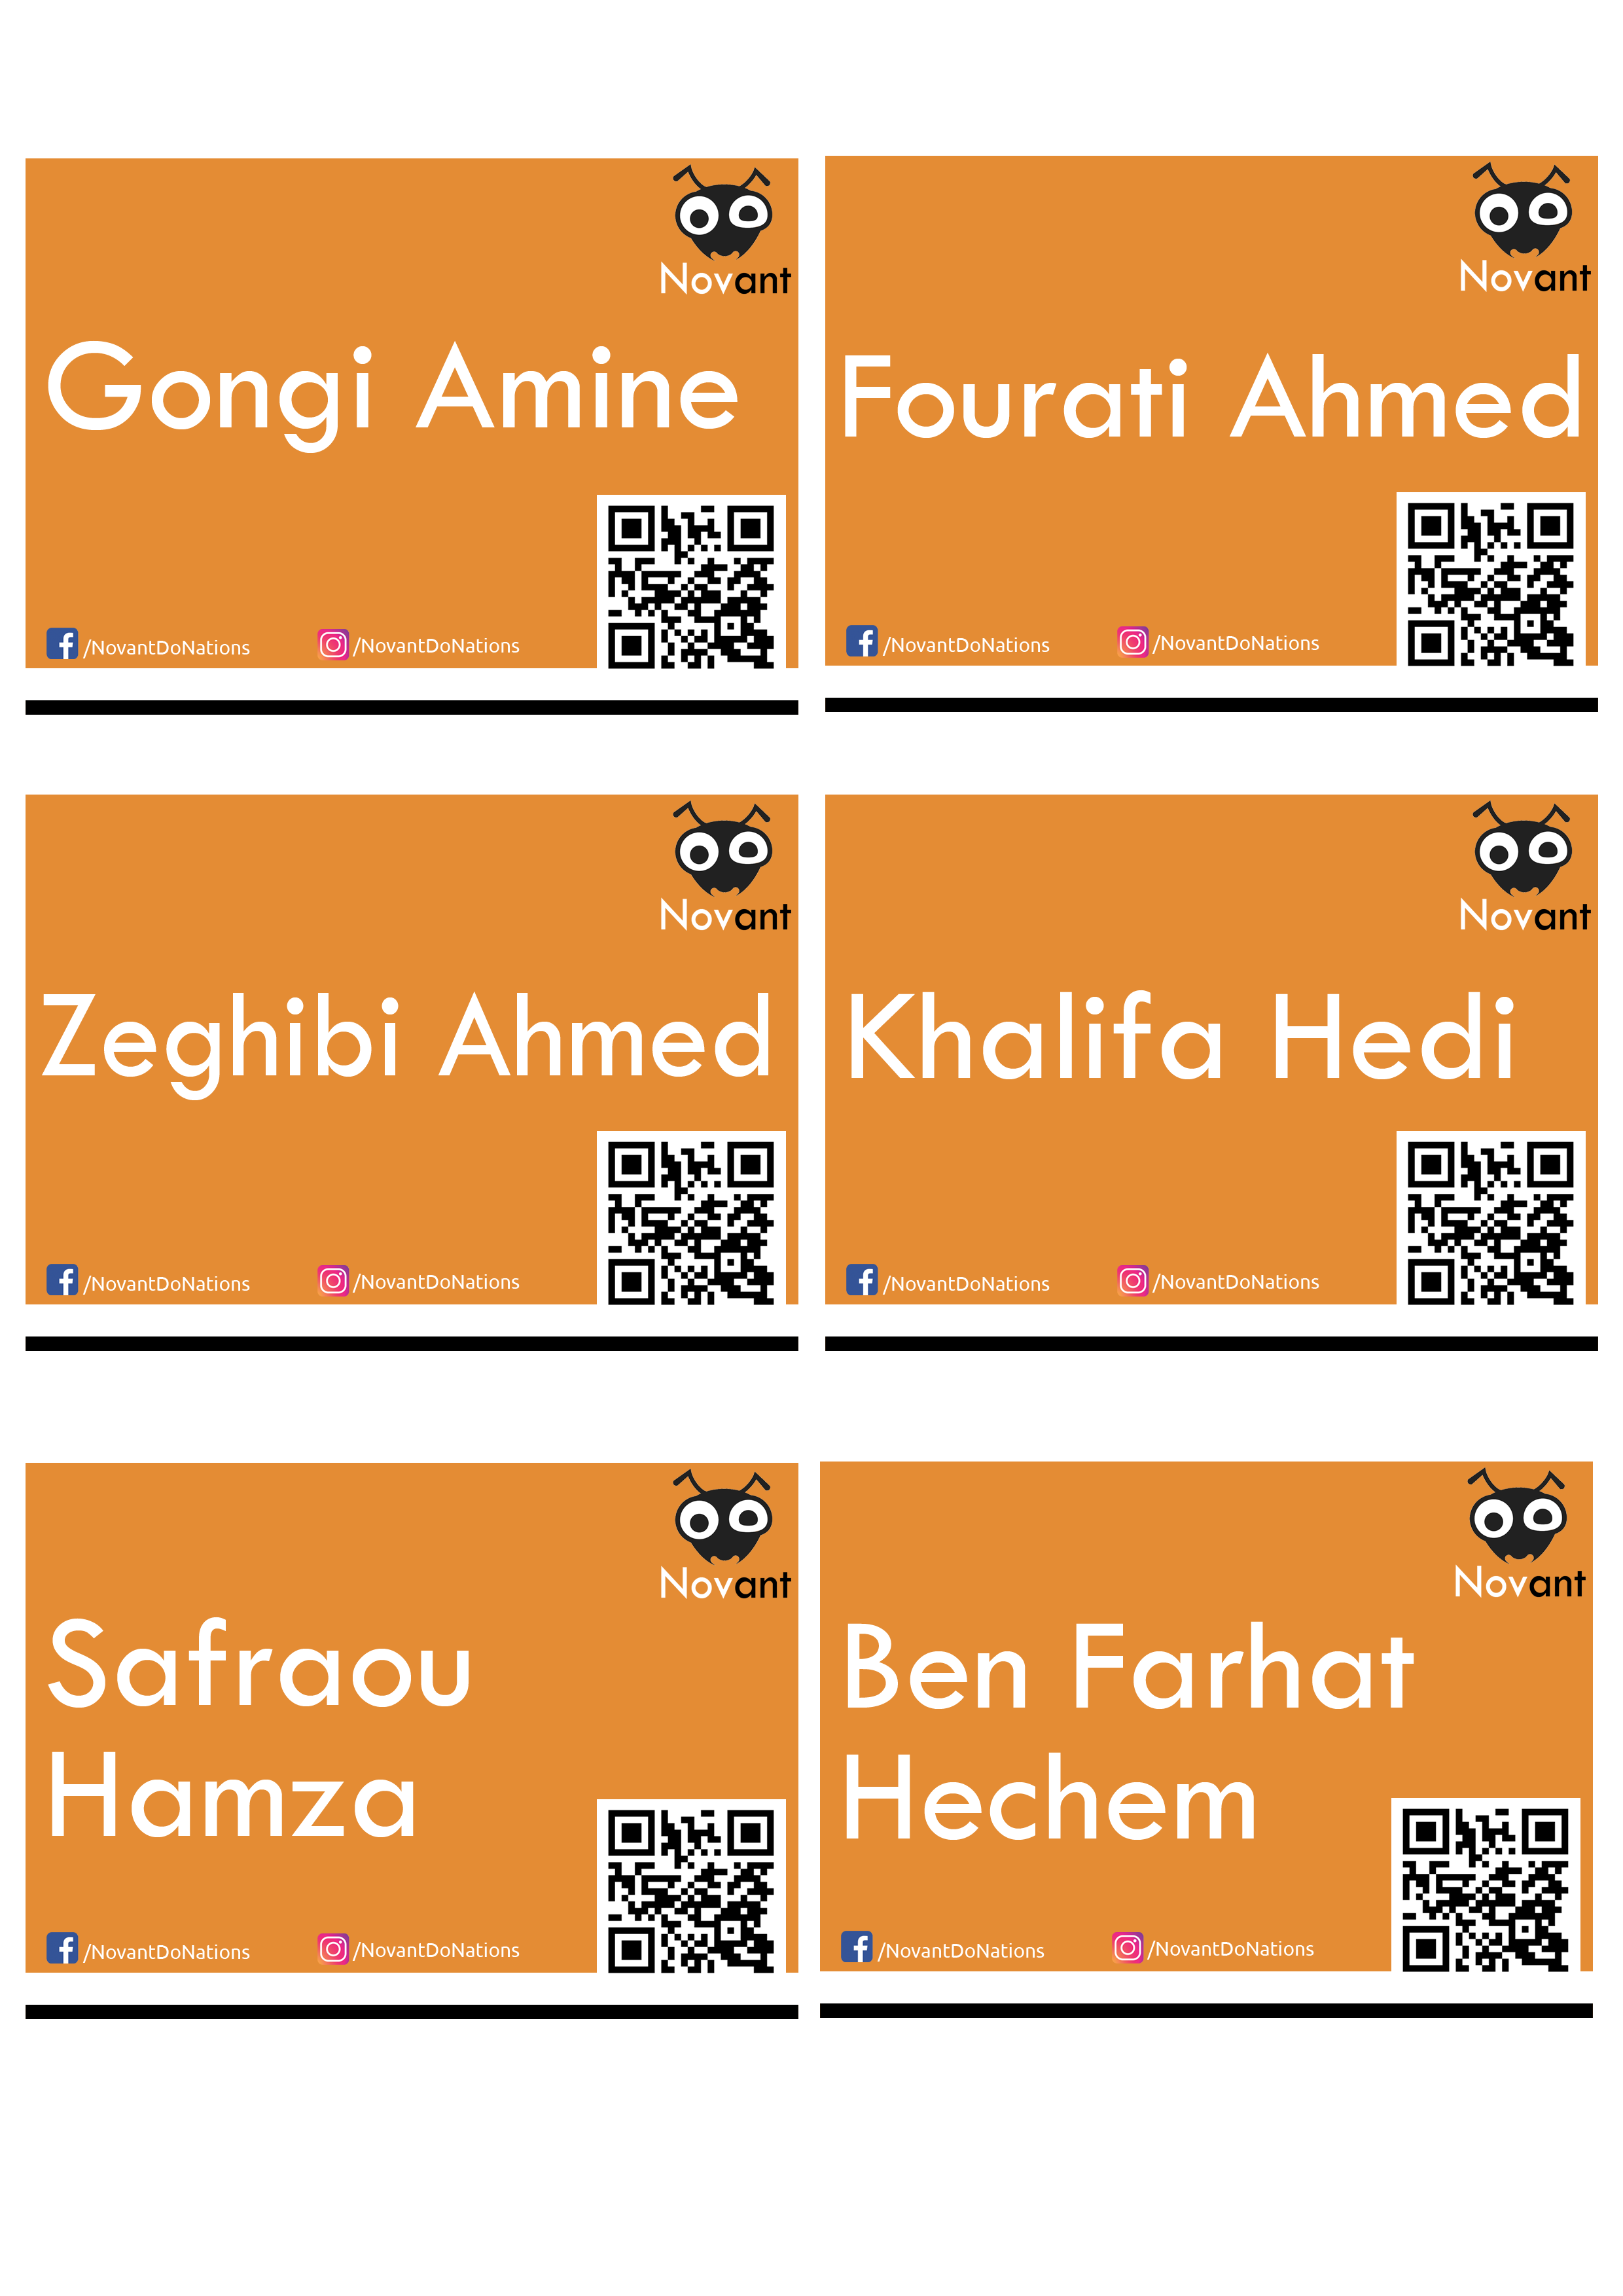 Novant
Gongi Amine
/NovantDoNations
/NovantDoNations
Novant
Fourati Ahmed
/NovantDoNations
/NovantDoNations
Novant
Zeghibi Ahmed
/NovantDoNations
/NovantDoNations
Novant
Khalifa Hedi
/NovantDoNations
/NovantDoNations
Novant
Safraou
Hamza
/NovantDoNations
/NovantDoNations
Novant
Ben Farhat
Hechem
/NovantDoNations
/NovantDoNations